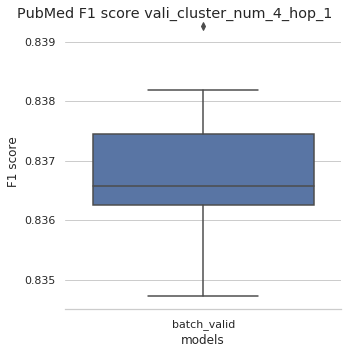 PubMed F1 score vali_cluster_num_4_hop_1
0.839
0.838
0.837
0.836
0.835
F1 score
batch_valid
models